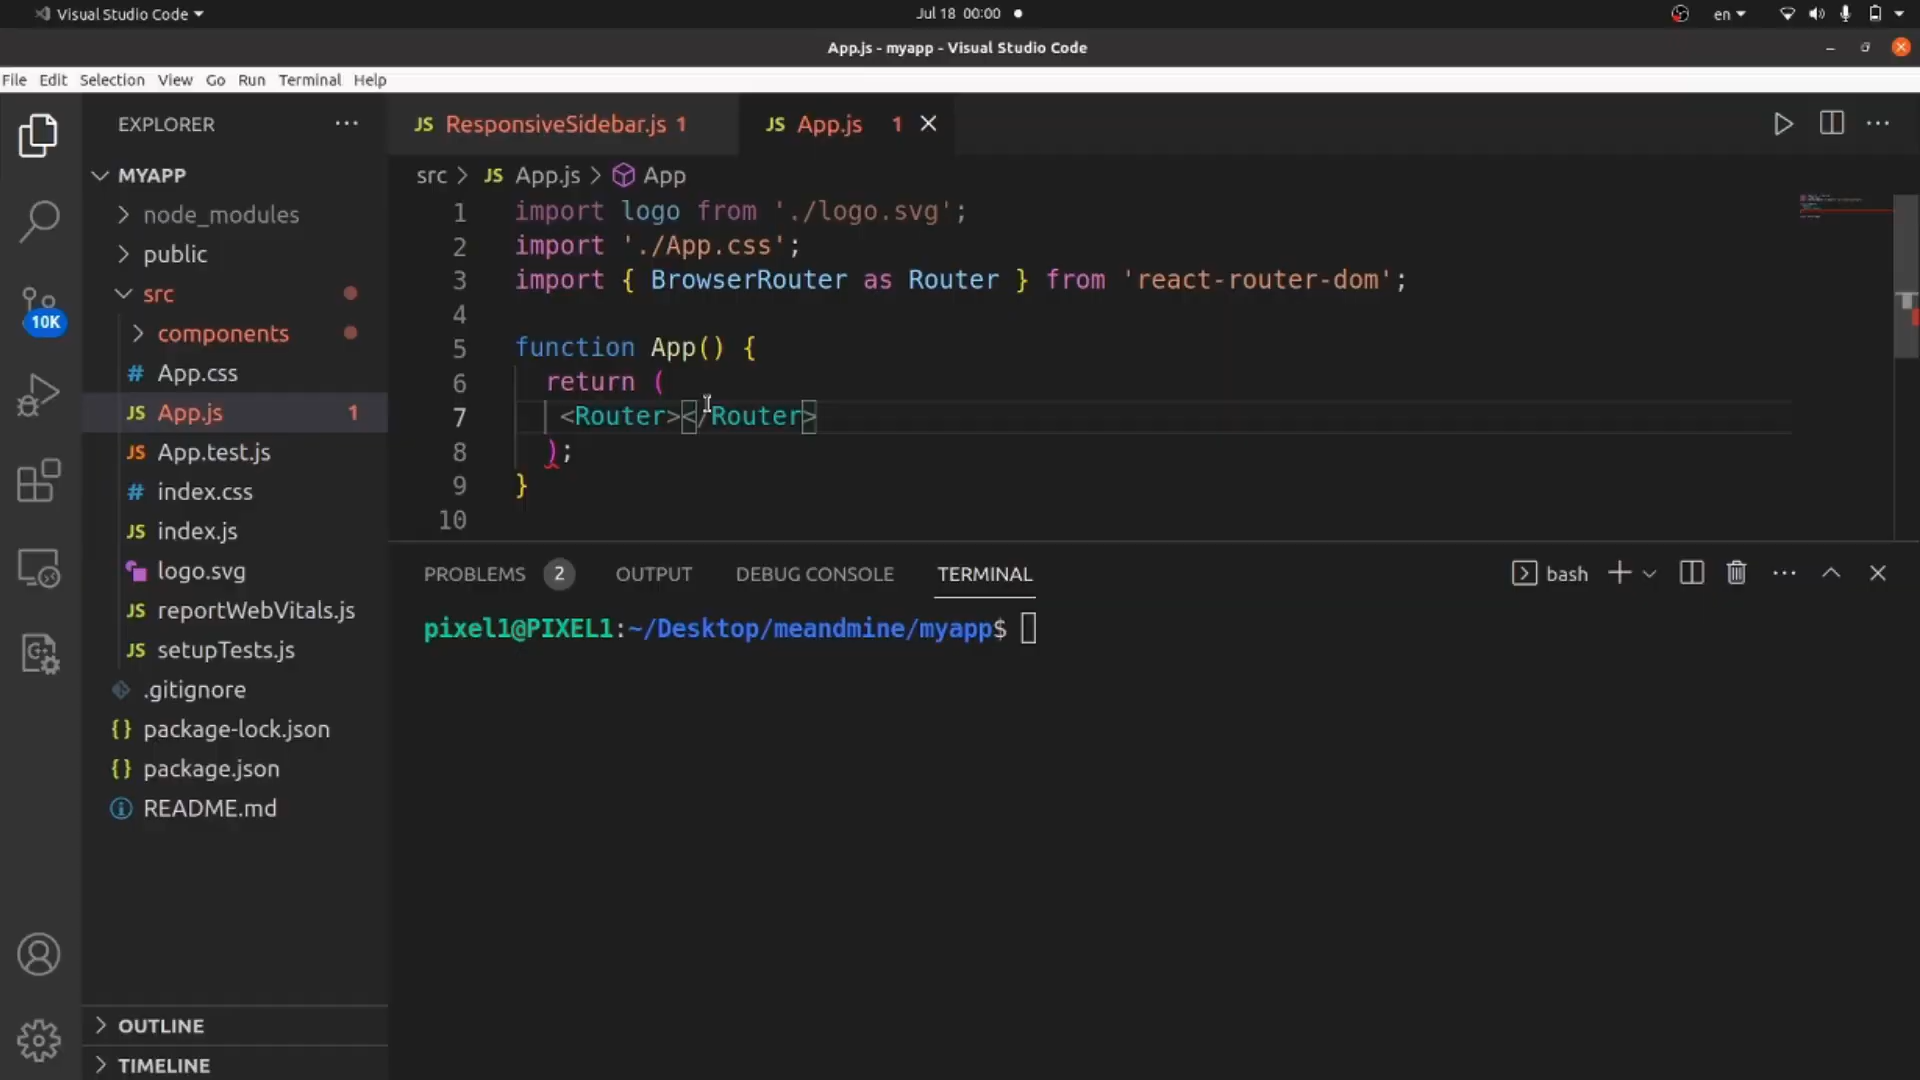 Visual Studio Code
Jul 18 00:00
en
App.js - myapp - Visual Studio Code
File Edit Selection View Go Run Terminal Help
EXPLORER
JS ResponsiveSidebar.js 1
JS App.js 1
src > JS App.js > App
MYAPP
node_modules
public
src
components
# App.css
JS App.js 1
JS App.test.js
# index.css
JS index.js
logo.svg
JS reportWebVitals.js
JS setupTests.js
.gitignore
{} package-lock.json
{} package.json
README.md
OUTLINE
TIMELINE
10K
1 import logo from './logo.svg';
2 import './App.css';
3 import { BrowserRouter as Router } from 'react-router-dom';
4
5 function App() {
6 return (
7 <Router></Router>
8 );
9 }
10
PROBLEMS 2 OUTPUT DEBUG CONSOLE TERMINAL
bash
pixel1@PIXEL1:~/Desktop/meandmine/myapp$